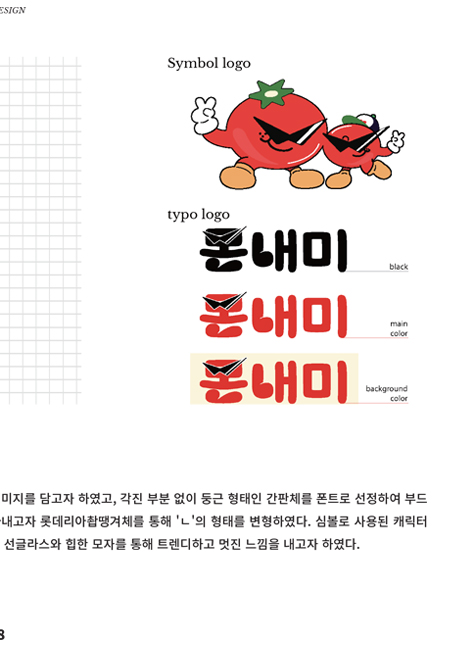 ESIGN
Symbol logo
typo logo
몬내미
black
몬내미
main
color
몬내미
background
color
미지를 담고자 하였고, 각진 부분 없이 둥근 형태인 간판체를 폰트로 선정하여 부드
내고자 롯데리아촵땡겨체를 통해 'ㄴ'의 형태를 변형하였다. 심볼로 사용된 캐릭터
선글라스와 힙한 모자를 통해 트렌디하고 멋진 느낌을 내고자 하였다.
8